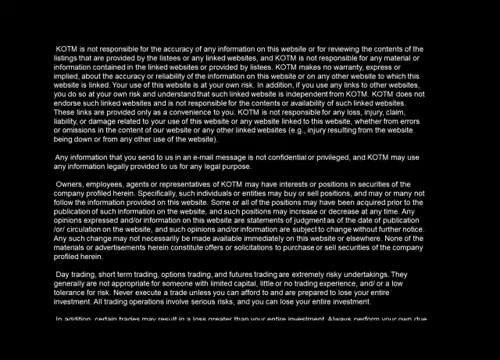 KOTM is not responsible for the accuracy of any information on this website or for reviewing the contents of the
listings that are provided by the listees or any linked websites, and KOTM is not responsible for any material or
information contained in the linked websites or provided by listees. KOTM makes no warranty, express or
implied, about the accuracy or reliability of the information on this website or on any other website to which this
website is linked. Your use of this website is at your own risk. In addition, if you use any links to other websites,
you do so at your own risk and understand that such linked website is independent from KOTM. KOTM does not
endorse such linked websites and is not responsible for the contents or availability of such linked websites.
These links are provided only as a convenience to you. KOTM is not responsible for any loss, injury, claim,
liability, or damage related to your use of this website or any website linked to this website, whether from errors
or omissions in the content of our website or any other linked websites (e.g., injury resulting from the website
being down or from any other use of the website).
Any information that you send to us in an e-mail message is not confidential or privileged, and KOTM may use
any information legally provided to us for any legal purpose.
Owners, employees, agents or representatives of KOTM may have interests or positions in securities of the
company profiled herein. Specifically, such individuals or entities may buy or sell positions, and may or many not
follow the information provided on this website. Some or all of the positions may have been acquired prior to the
publication of such information on the website, and such positions may increase or decrease at any time. Any
opinions expressed and/or information on this website are statements of judgment as of the date of publication
/or/ circulation on the website, and such opinions and/or information are subject to change without further notice.
Any such change may not necessarily be made available immediately on this website or elsewhere. None of the
materials or advertisements herein constitute offers or solicitations to purchase or sell securities of the company
profiled herein.
Day trading, short term trading, options trading, and futures trading are extremely risky undertakings. They
generally are not appropriate for someone with limited capital, little or no trading experience, and/ or a low
tolerance for risk. Never execute a trade unless you can afford to and are prepared to lose your entire
investment. All trading operations involve serious risks, and you can lose your entire investment.
In addition, certain trades may result in a loss greater than your entire investment. Always perform your own due